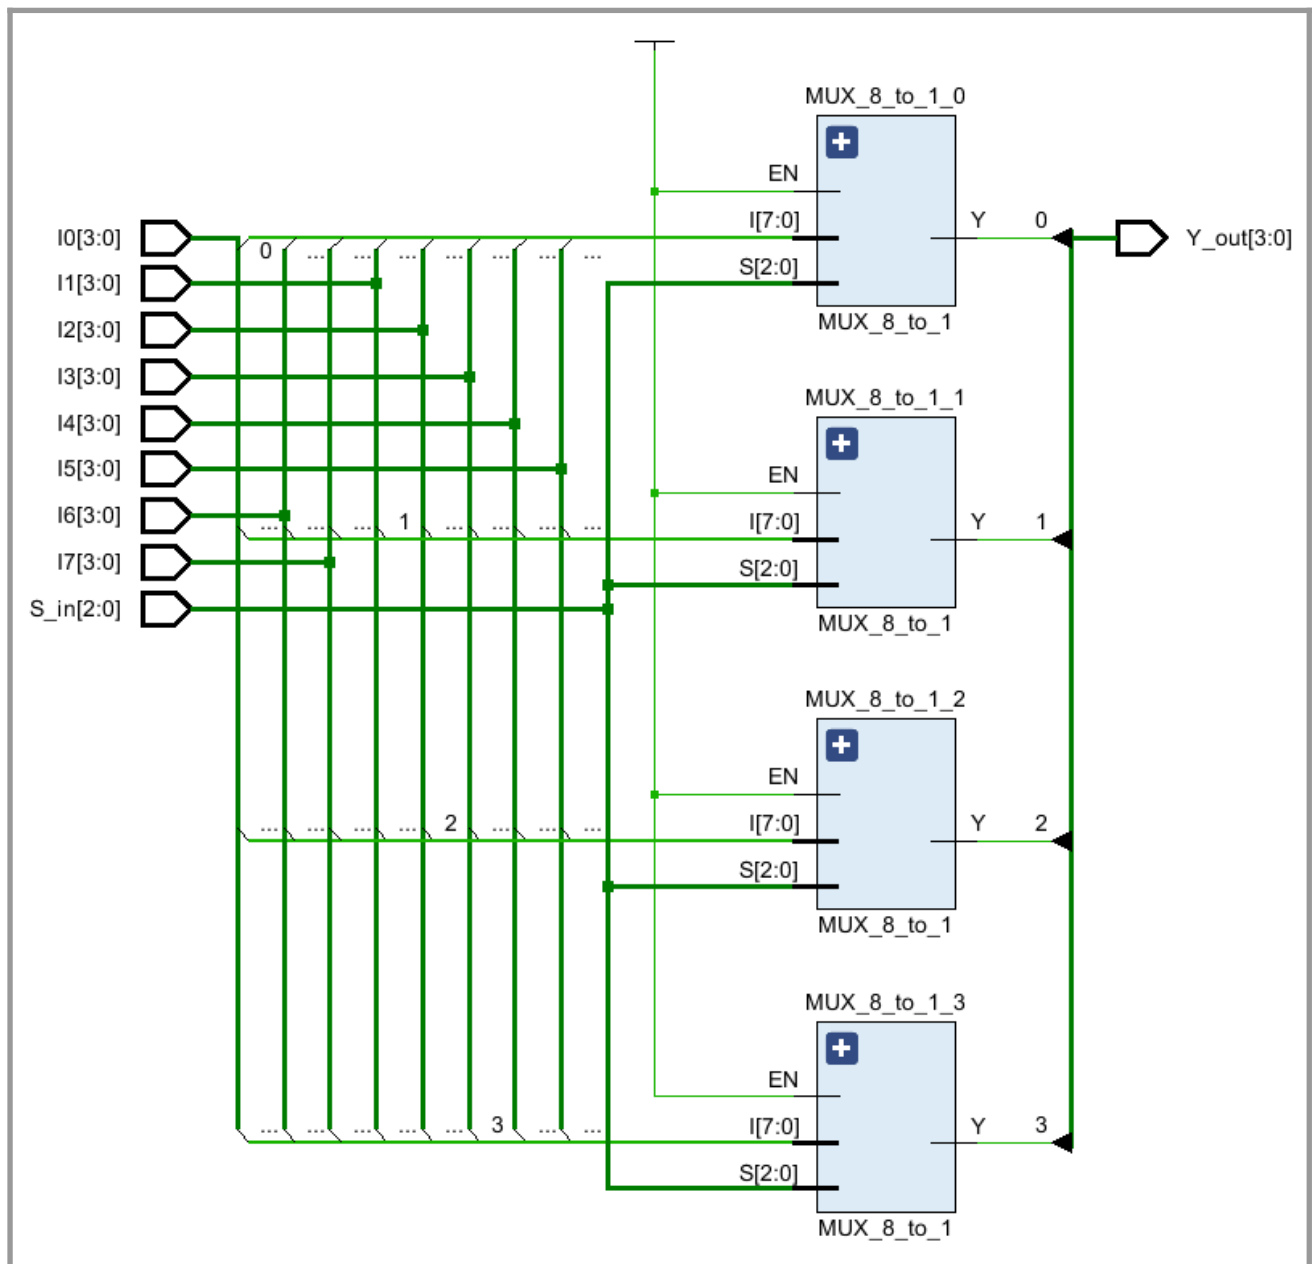 MUX_8_to_1_0
EN
I[7:0]
S[2:0]
Y 0
MUX_8_to_1
Y_out[3:0]
I0[3:0]
I1[3:0]
I2[3:0]
I3[3:0]
I4[3:0]
I5[3:0]
I6[3:0]
I7[3:0]
S_in[2:0]
0 ... ... ... ... ... ... ...
MUX_8_to_1_1
EN
... ... ... 1 ... ... ... ...
I[7:0]
S[2:0]
Y 1
MUX_8_to_1
MUX_8_to_1_2
EN
... ... ... ... 2 ... ... ...
I[7:0]
S[2:0]
Y 2
MUX_8_to_1
MUX_8_to_1_3
EN
... ... ... ... ... 3 ... ...
I[7:0]
S[2:0]
Y 3
MUX_8_to_1